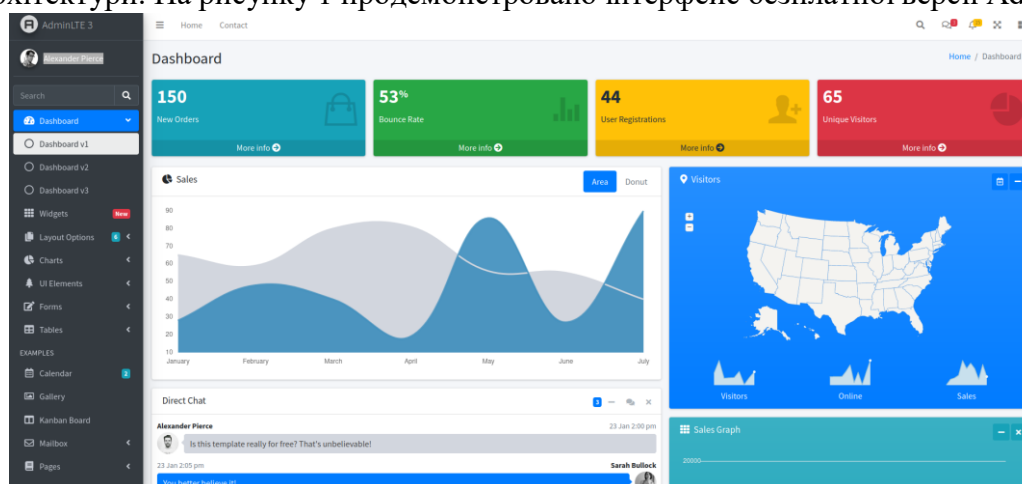 AdminLTE 3
Home Contact
Alexander Pierce
Dashboard
Home / Dashboard
Search
Dashboard
Dashboard v1
Dashboard v2
Dashboard v3
Widgets New
Layout Options 6
Charts
UI Elements
Forms
Tables
EXAMPLES
Calendar 2
Gallery
Kanban Board
Mailbox
Pages
150
New Orders
More info
53%
Bounce Rate
More info
44
User Registrations
More info
65
Unique Visitors
More info
Sales
Area Donut
90
80
70
60
50
40
30
20
10
January February March April May June July
Visitors
Visitors Online Sales
Direct Chat
3
Alexander Pierce 23 Jan 2:00 pm
Is this template really for free? That's unbelievable!
23 Jan 2:05 pm Sarah Bullock
You better believe it!
Sales Graph
20000